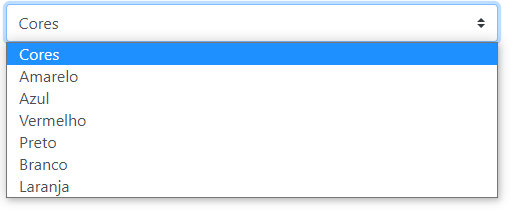 Cores
Cores
Amarelo
Azul
Vermelho
Preto
Branco
Laranja